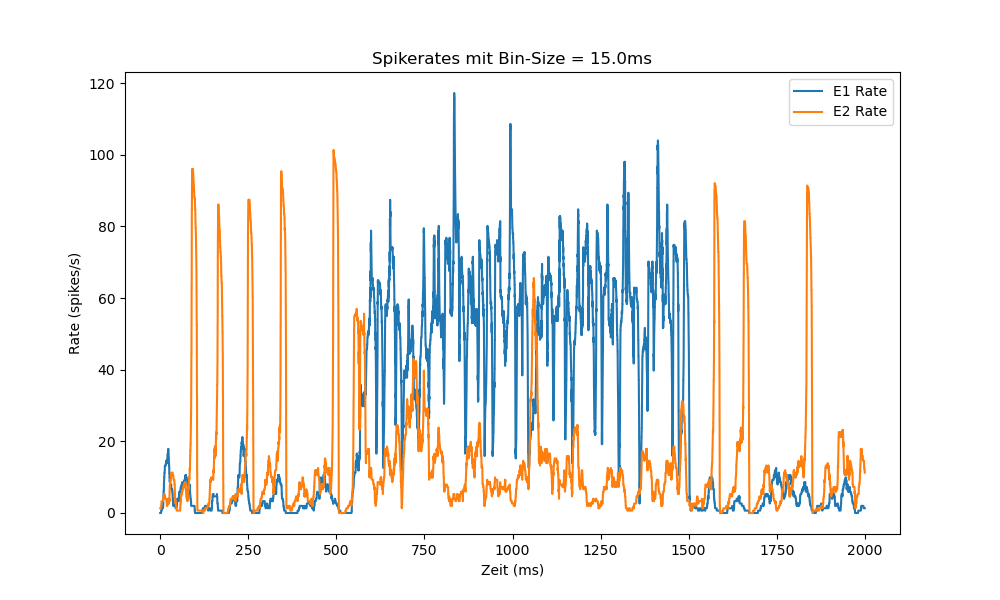 Spikerates mit Bin-Size = 15.0ms
E1 Rate
E2 Rate
Rate (spikes/s)
120
100
80
60
40
20
0
0 250 500 750 1000 1250 1500 1750 2000
Zeit (ms)